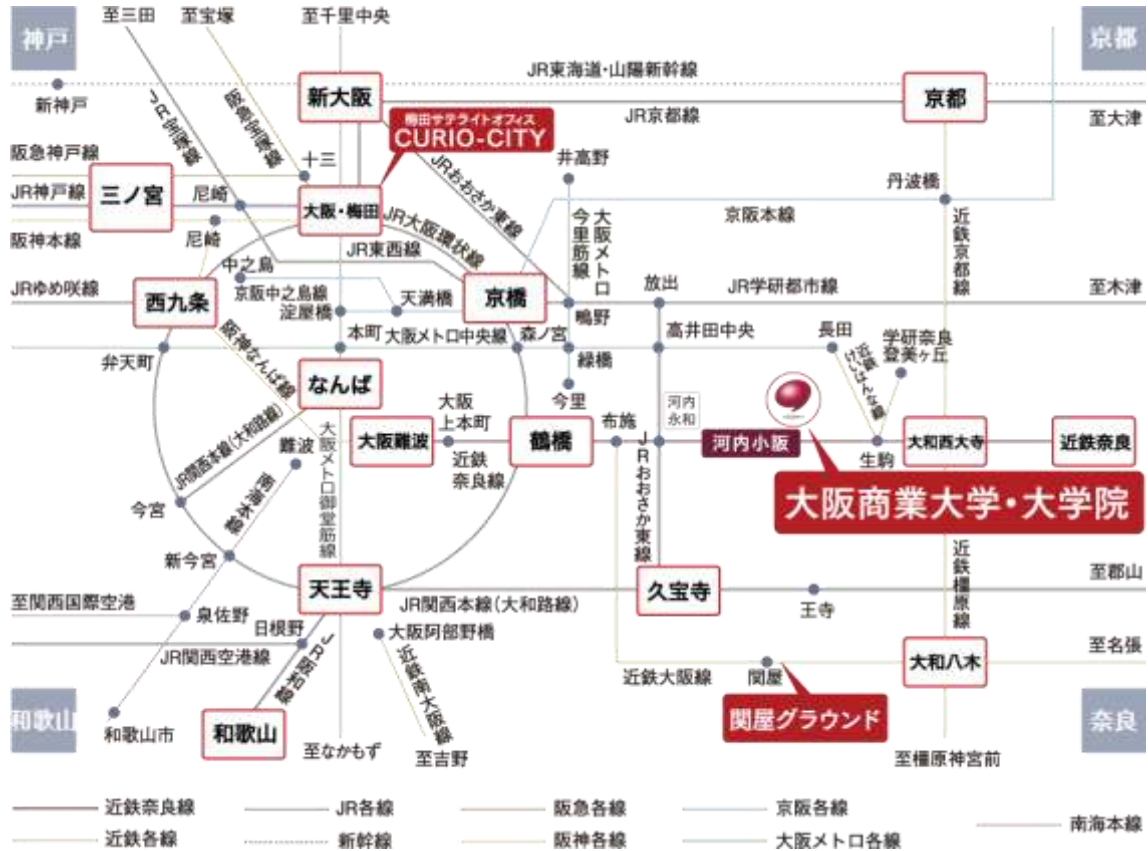 至三田
至宝塚
至千里中央
神戸
京都
JR東海道・山陽新幹線
新大阪
京都
新神戸
JR京都線
至大津
JR宝塚線
阪急宝塚線
梅田サテライトオフィス
CURIO-CITY
阪急神戸線
十三
JRおおさか東線
井高野
三ノ宮
JR神戸線
尼崎
大阪・梅田
丹波橋
JR大阪環状線
大阪メトロ
今里筋線
京阪本線
近鉄京都線
阪神本線
尼崎
JR東西線
中之島
JRゆめ咲線
西九条
京阪中之島線
淀屋橋
天満橋
京橋
鴫野
放出
JR学研都市線
至木津
弁天町
本町
大阪メトロ中央線
森ノ宮
緑橋
高井田中央
長田
学研奈良
登美ヶ丘
近鉄けいはんな線
阪神なんば線
なんば
今里
大阪難波
大阪
上本町
鶴橋
布施
河内
永和
河内小阪
生駒
大和西大寺
近鉄奈良
近鉄
奈良線
JR関西本線(大和路線)
難波
大阪メトロ御堂筋線
大阪商業大学・大学院
今宮
南海本線
JRおおさか東線
新今宮
近鉄橿原線
天王寺
JR関西本線(大和路線)
久宝寺
王寺
至郡山
至関西国際空港
泉佐野
日根野
大阪阿部野橋
JR関西空港線
JR阪和線
近鉄南大阪線
近鉄大阪線
関屋
大和八木
至名張
和歌山
和歌山市
和歌山
至なかもず
至吉野
関屋グラウンド
至橿原神宮前
奈良
近鉄奈良線
JR各線
阪急各線
京阪各線
南海本線
近鉄各線
新幹線
阪神各線
大阪メトロ各線